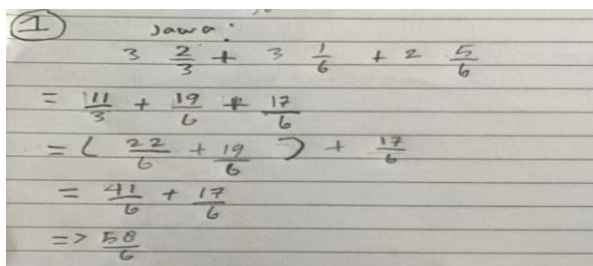 1 Jawab:
3 2/3 + 3 1/6 + 2 5/6
= 11/3 + 19/6 + 17/6
= ( 22/6 + 19/6 ) + 17/6
= 41/6 + 17/6
=> 58/6